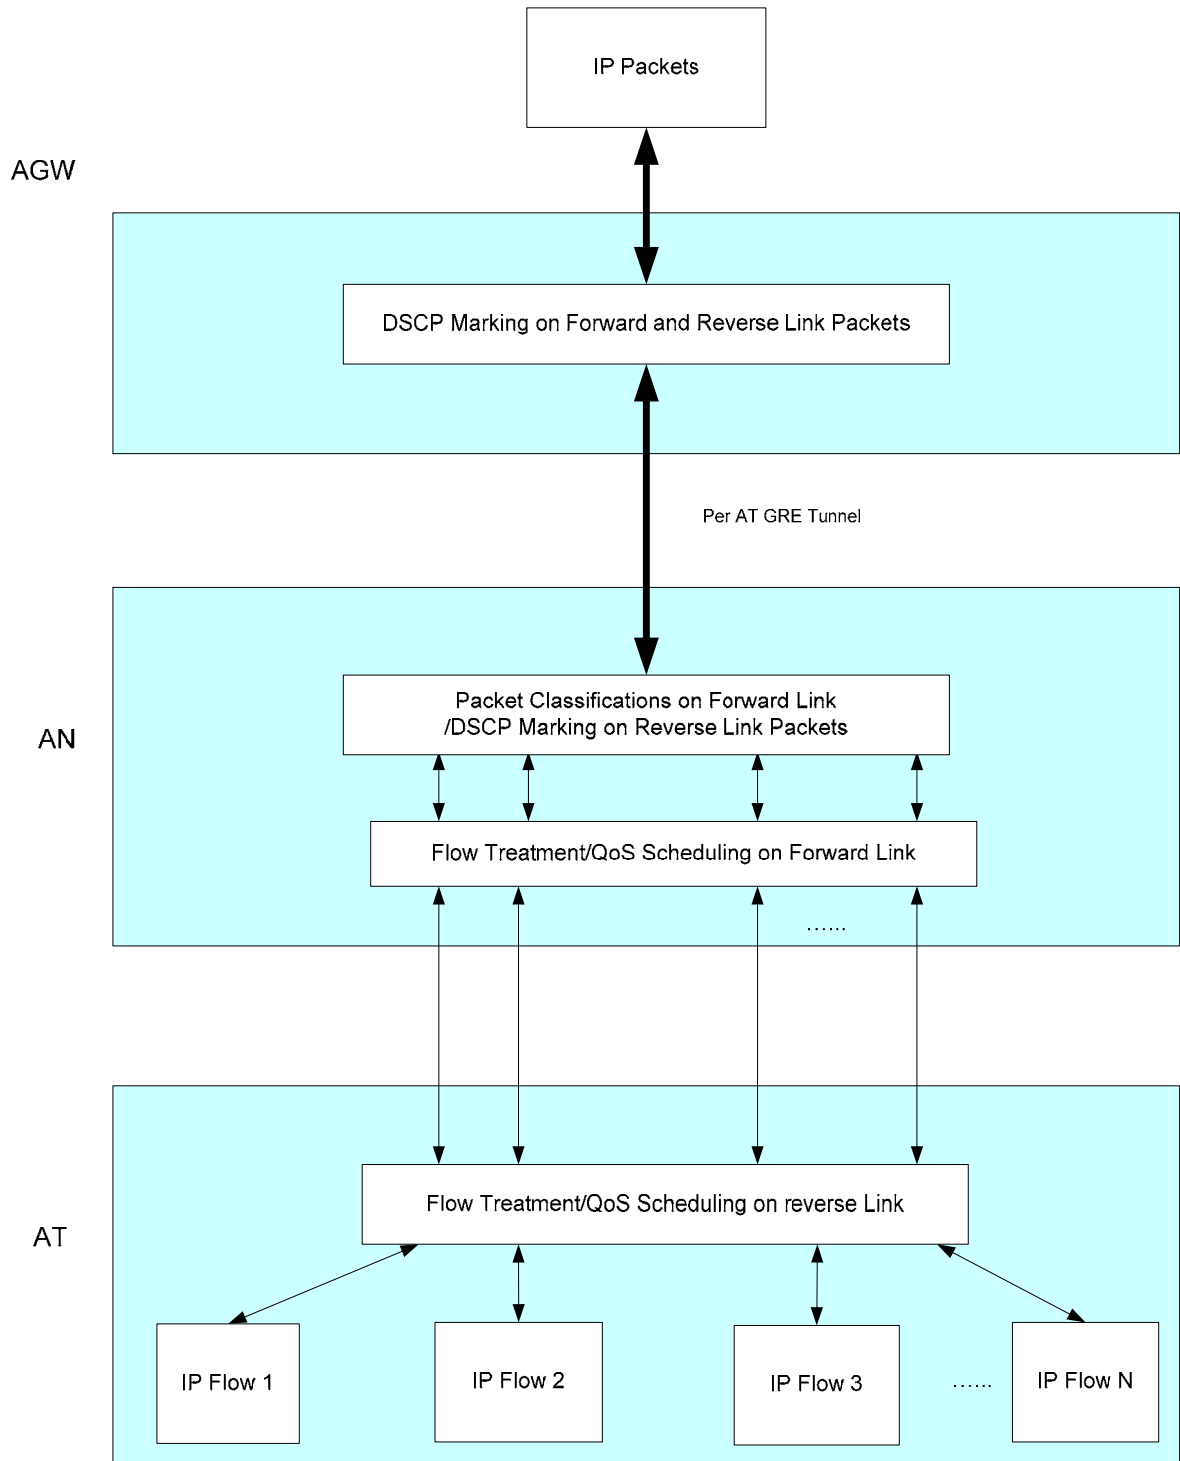 IP Packets
AGW
DSCP Marking on Forward and Reverse Link Packets
Per AT GRE Tunnel
AN
Packet Classifications on Forward Link
/DSCP Marking on Reverse Link Packets
Flow Treatment/QoS Scheduling on Forward Link
......
AT
Flow Treatment/QoS Scheduling on reverse Link
IP Flow 1
IP Flow 2
IP Flow 3
......
IP Flow N